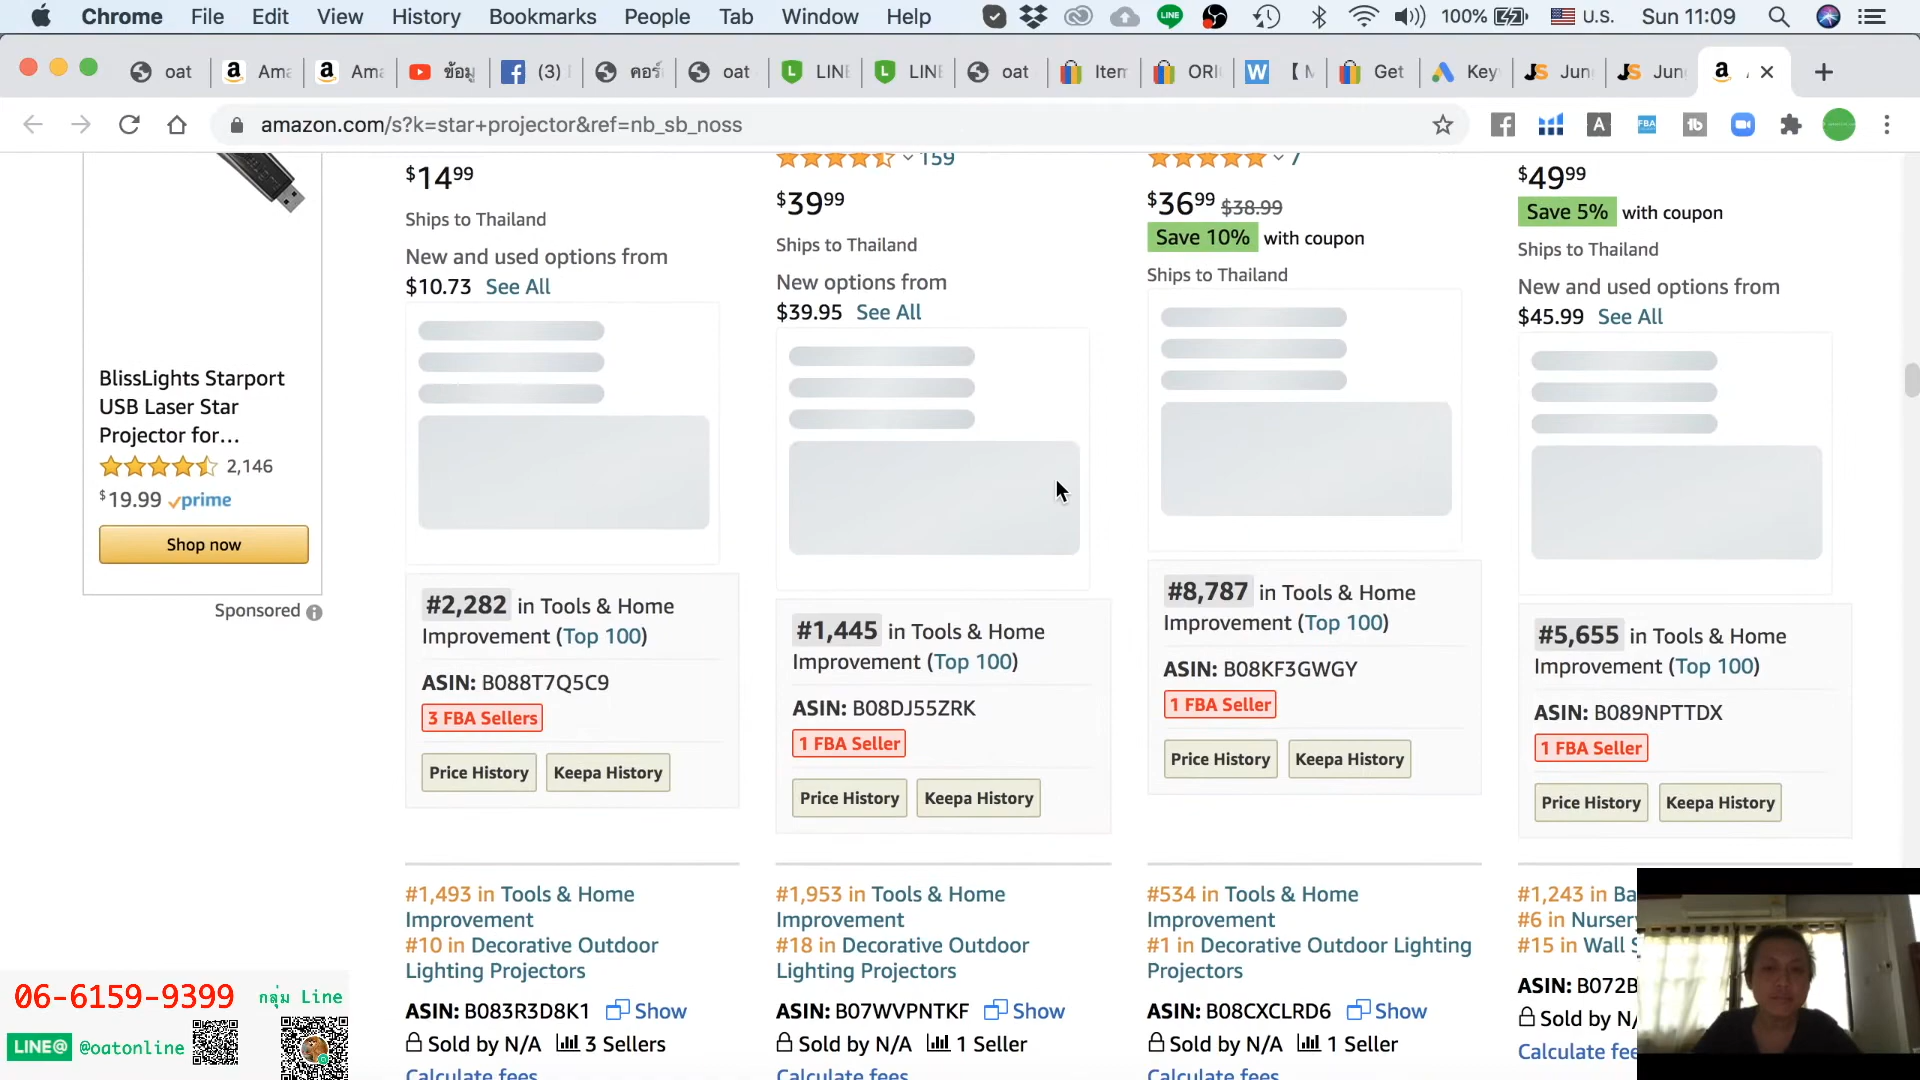 Chrome File Edit View History Bookmarks People Tab Window Help LINE 100% U.S. Sun 11:09
oat Ama Ama ข้อมู (3) คอร์ oat LINE LINE oat Item ORI Get Key Jun Jun
amazon.com/s?k=star+projector&ref=nb_sb_noss
BlissLights Starport
USB Laser Star
Projector for...
2,146
$19.99 prime
Shop now
Sponsored
$14.99
Ships to Thailand
New and used options from
$10.73 See All
#2,282 in Tools & Home
Improvement (Top 100)
ASIN: B088T7Q5C9
3 FBA Sellers
Price History Keepa History
159
$39.99
Ships to Thailand
New options from
$39.95 See All
#1,445 in Tools & Home
Improvement (Top 100)
ASIN: B08DJ55ZRK
1 FBA Seller
Price History Keepa History
7
$36.99 $38.99
Save 10% with coupon
Ships to Thailand
#8,787 in Tools & Home
Improvement (Top 100)
ASIN: B08KF3GWGY
1 FBA Seller
Price History Keepa History
$49.99
Save 5% with coupon
Ships to Thailand
New and used options from
$45.99 See All
#5,655 in Tools & Home
Improvement (Top 100)
ASIN: B089NPTTDX
1 FBA Seller
Price History Keepa History
#1,493 in Tools & Home
Improvement
#10 in Decorative Outdoor
Lighting Projectors
ASIN: B083R3D8K1 Show
Sold by N/A 3 Sellers
Calculate fees
#1,953 in Tools & Home
Improvement
#18 in Decorative Outdoor
Lighting Projectors
ASIN: B07WVPNTKF Show
Sold by N/A 1 Seller
Calculate fees
#534 in Tools & Home
Improvement
#1 in Decorative Outdoor Lighting
Projectors
ASIN: B08CXCLRD6 Show
Sold by N/A 1 Seller
Calculate fees
#1,243 in Ba
#6 in Nurser
#15 in Wall S
ASIN: B072B
Sold by N/
Calculate fee
06-6159-9399 กลุ่ม Line
LINE@ @oatonline